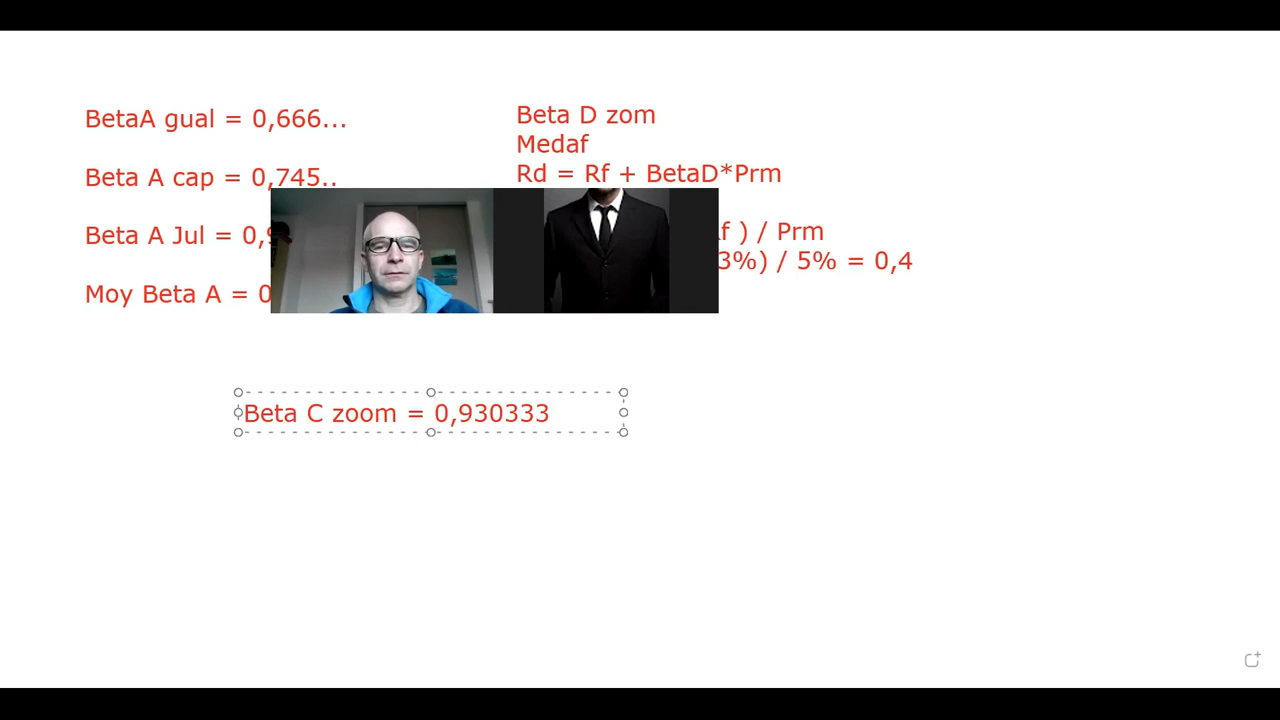 BetaA gual = 0,666...
Beta A cap = 0,745..
Beta A Jul = 0,
Moy Beta A = 0
Beta D zom
Medaf
Rd = Rf + BetaD*Prm
f ) / Prm
3%) / 5% = 0,4
Beta C zoom = 0,930333